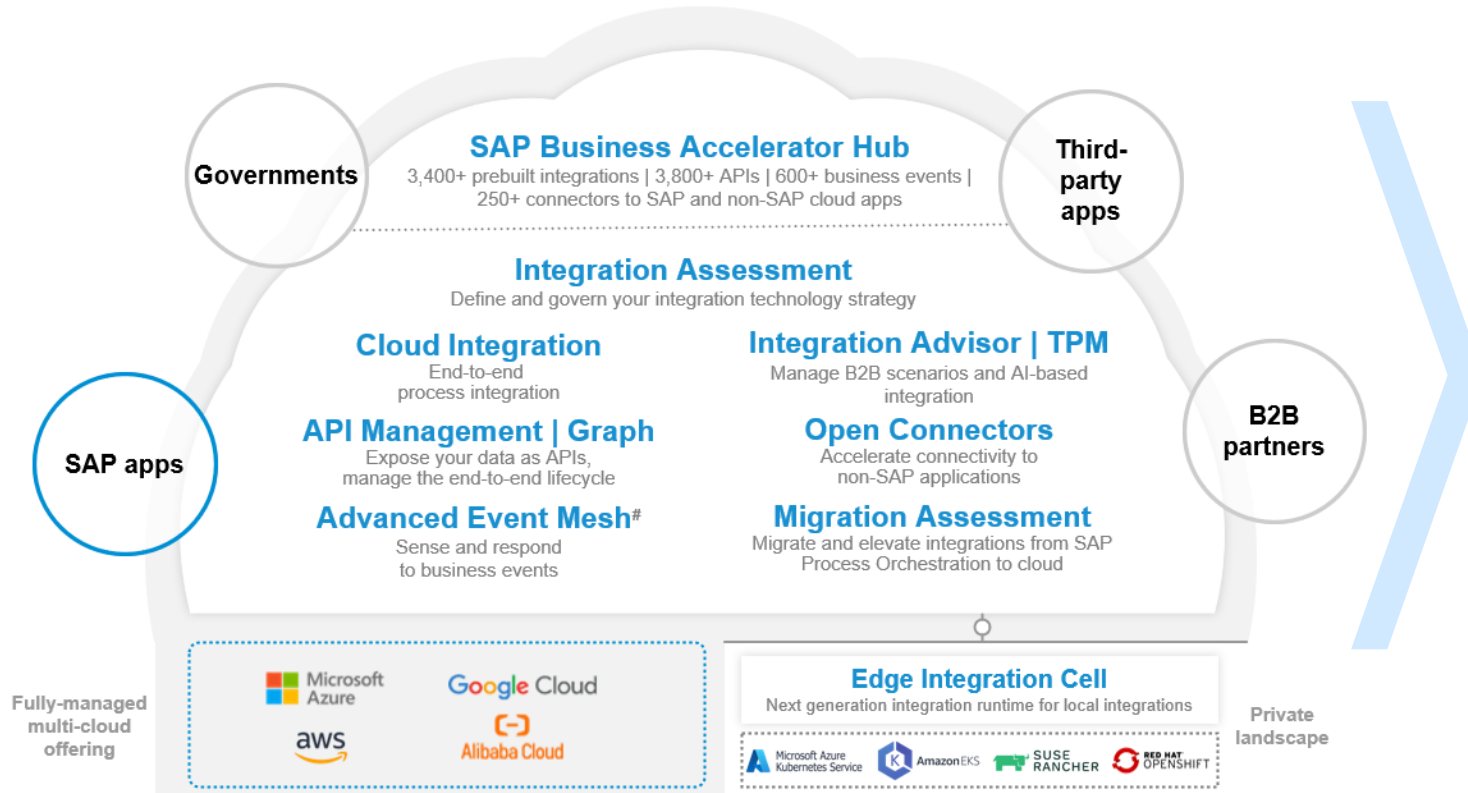 SAP Business Accelerator Hub
3,400+ prebuilt integrations | 3,800+ APIs | 600+ business events |
250+ connectors to SAP and non-SAP cloud apps
Governments
Third-
party
apps
Integration Assessment
Define and govern your integration technology strategy
Cloud Integration
End-to-end
process integration
Integration Advisor | TPM
Manage B2B scenarios and AI-based
integration
API Management | Graph
Expose your data as APIs,
manage the end-to-end lifecycle
Open Connectors
Accelerate connectivity to
non-SAP applications
SAP apps
B2B
partners
Advanced Event Mesh#
Sense and respond
to business events
Migration Assessment
Migrate and elevate integrations from SAP
Process Orchestration to cloud
Fully-managed
multi-cloud
offering
Microsoft
Azure
Google Cloud
aws
Alibaba Cloud
Edge Integration Cell
Next generation integration runtime for local integrations
Microsoft Azure
Kubernetes Service
K
Amazon EKS
SUSE
RANCHER
RED HAT
OPENSHIFT
Private
landscape